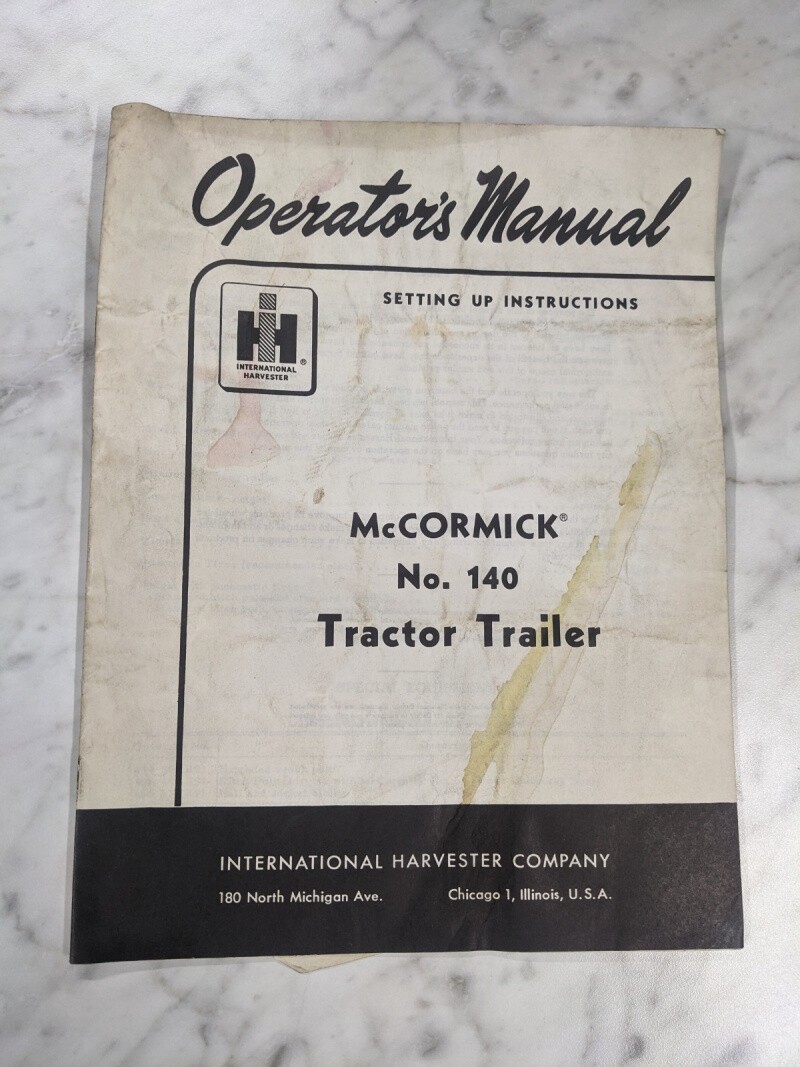 Operator's Manual
SETTING UP INSTRUCTIONS
IH
®
INTERNATIONAL
HARVESTER
McCORMICK®
No. 140
Tractor Trailer
INTERNATIONAL HARVESTER COMPANY
180 North Michigan Ave. Chicago 1, Illinois, U.S.A.